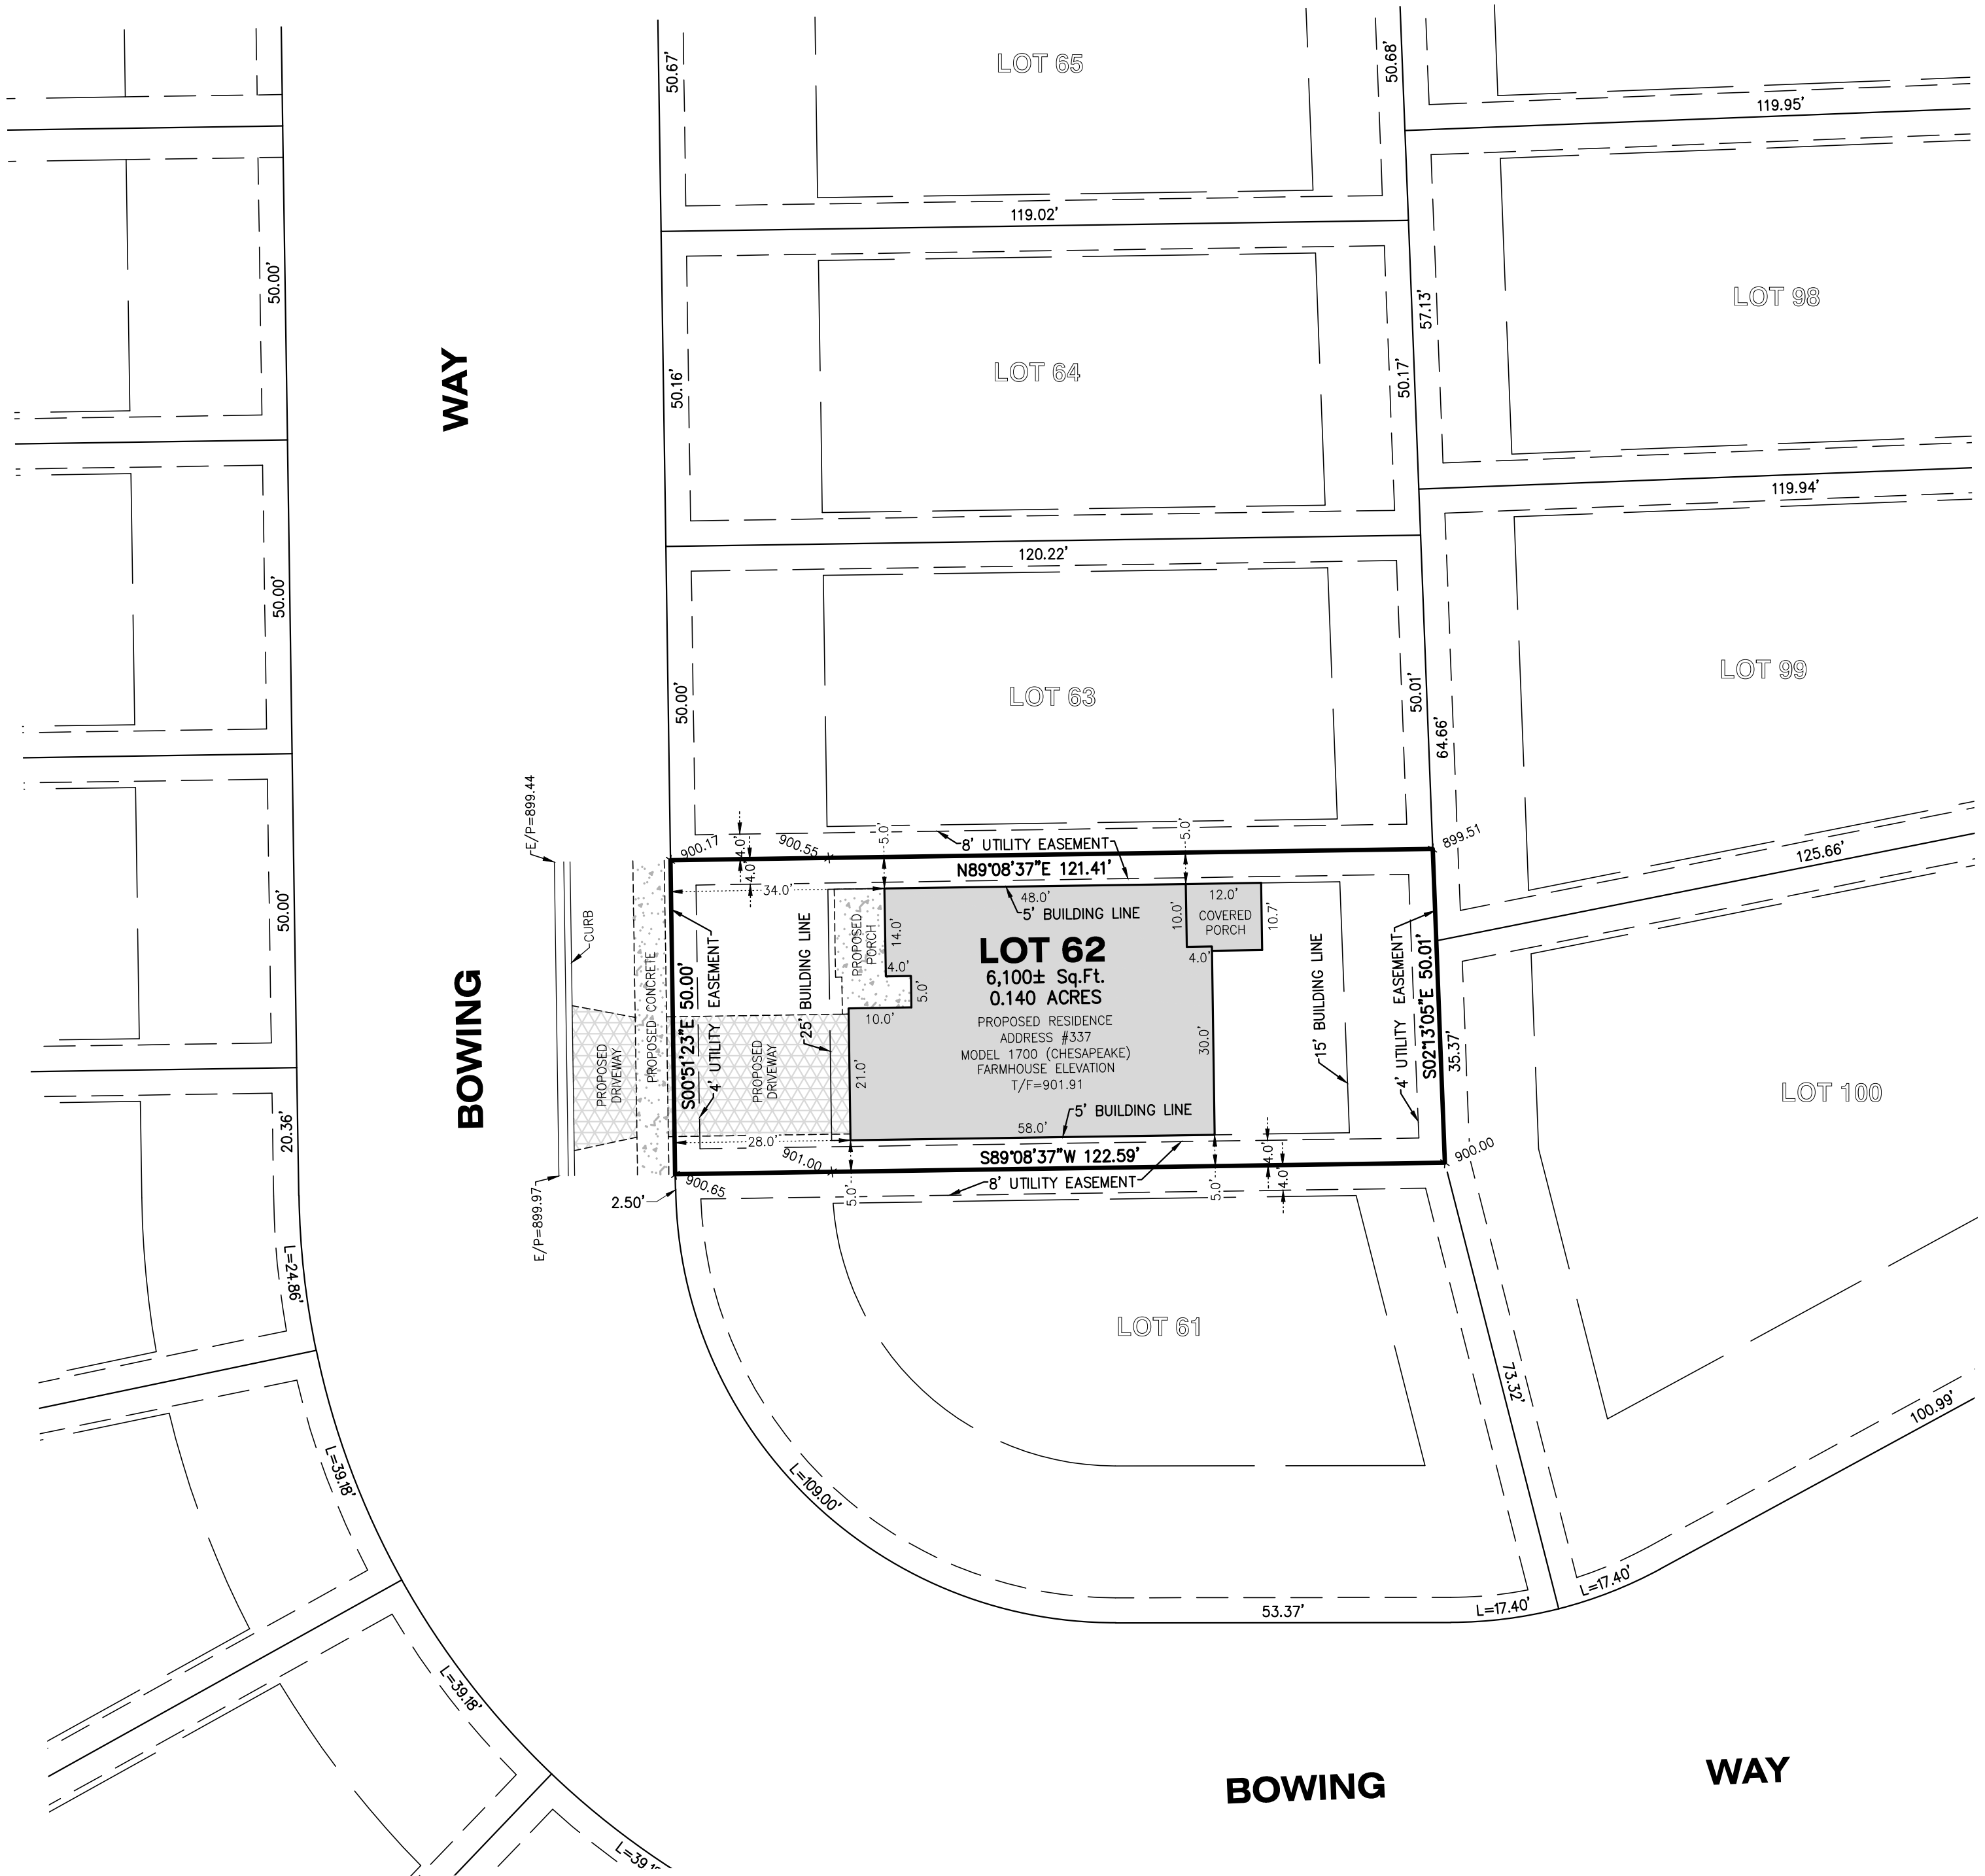 LOT 65
50.67'
50.68'
119.95'
119.02'
50.00'
WAY
50.16'
LOT 64
50.17'
57.13'
LOT 98
119.94'
120.22'
50.00'
50.00'
LOT 63
50.01'
64.66'
LOT 99
E/P=899.44
900.17
4.0'
4.0'
900.55
5.0'
8' UTILITY EASEMENT
5.0'
899.51
125.66'
N89°08'37"E 121.41'
34.0'
50.00'
CURB
PROPOSED CONCRETE
S00°51'23"E 50.00'
4' UTILITY EASEMENT
25' BUILDING LINE
PROPOSED
PORCH
14.0'
4.0'
5.0'
10.0'
48.0'
5' BUILDING LINE
LOT 62
6,100± Sq.Ft.
0.140 ACRES
PROPOSED RESIDENCE
ADDRESS #337
MODEL 1700 (CHESAPEAKE)
FARMHOUSE ELEVATION
T/F=901.91
10.0'
12.0'
COVERED
PORCH
10.7'
4.0'
30.0'
15' BUILDING LINE
4' UTILITY EASEMENT
S02°13'05"E 50.01'
35.37'
LOT 100
BOWING
PROPOSED
DRIVEWAY
PROPOSED
DRIVEWAY
21.0'
5' BUILDING LINE
58.0'
28.0'
901.00
S89°08'37"W 122.59'
4.0'
4.0'
900.00
900.65
2.50'
5.0'
8' UTILITY EASEMENT
5.0'
E/P=899.97
20.36'
L=24.86'
LOT 61
73.32'
100.99'
L=39.18'
L=109.00'
L=17.40'
53.37'
L=17.40'
L=39.18'
BOWING
WAY